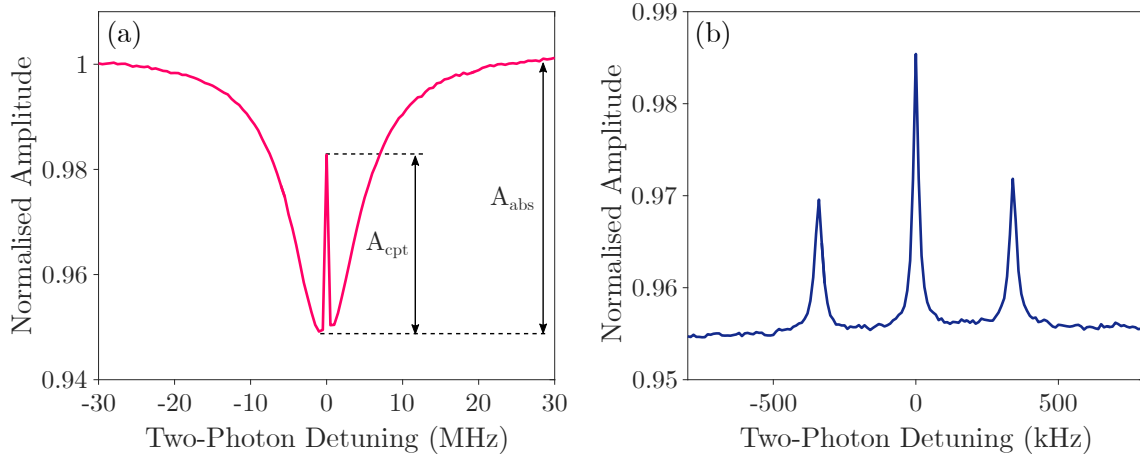 (a)
Normalised Amplitude
1
0.98
0.96
0.94
A_cpt
A_abs
-30
-20
-10
0
10
20
30
Two-Photon Detuning (MHz)
(b)
Normalised Amplitude
0.99
0.98
0.97
0.96
0.95
-500
0
500
Two-Photon Detuning (kHz)